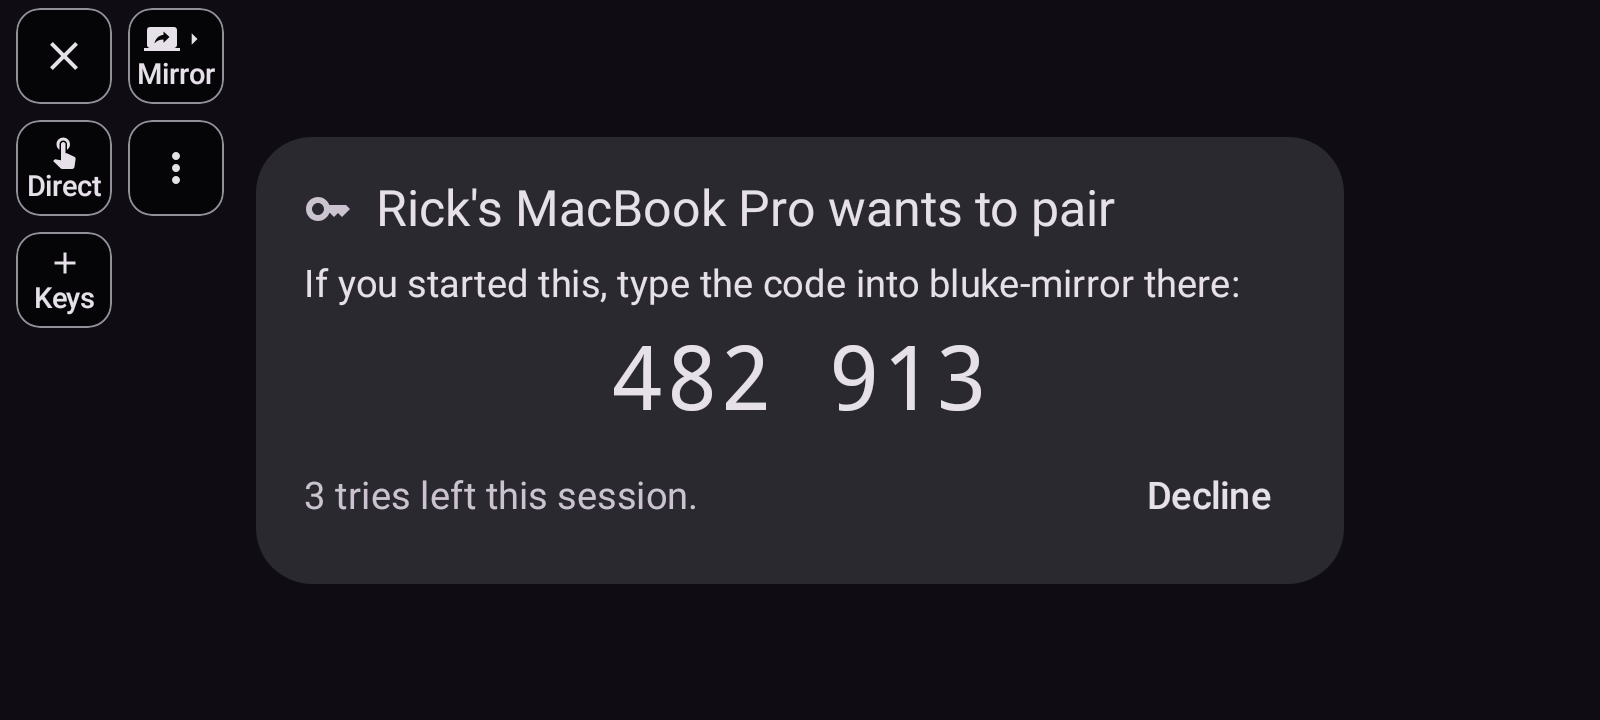 Mirror
Direct
Keys
Rick's MacBook Pro wants to pair
If you started this, type the code into bluke-mirror there:
482 913
3 tries left this session.
Decline